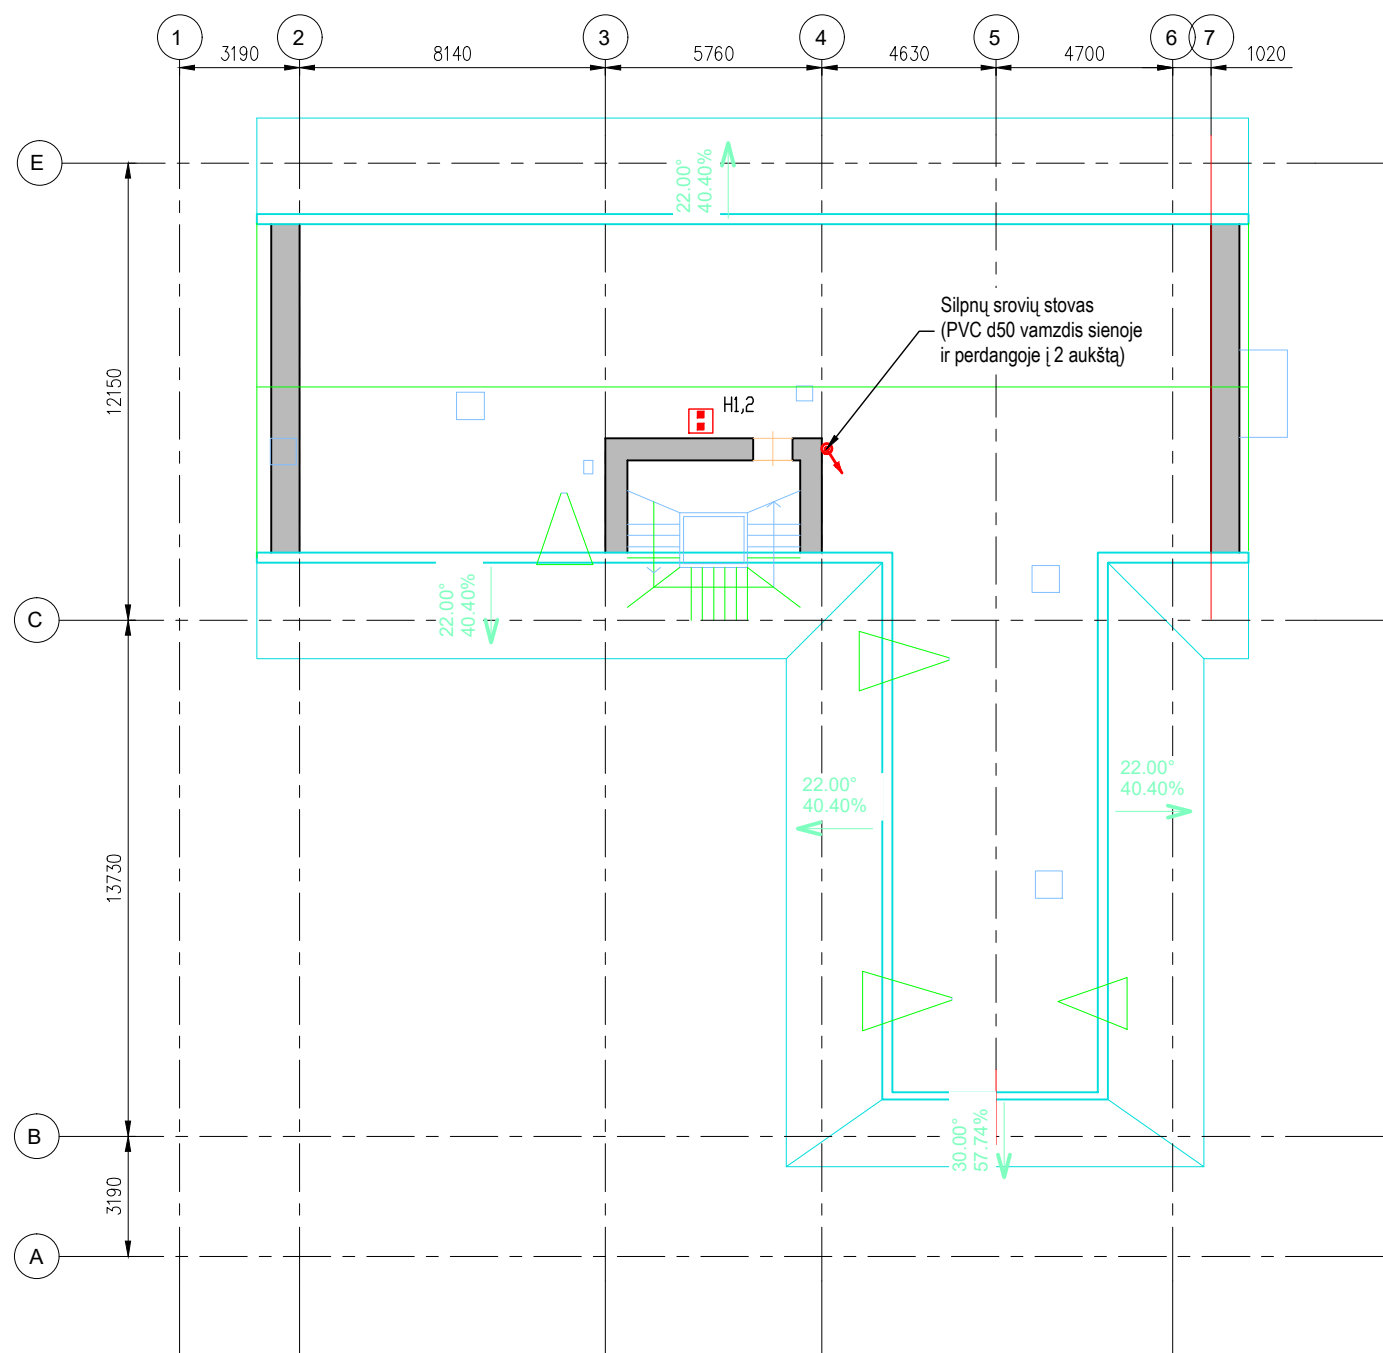 1 2 3 4 5 6 7
3190 8140 5760 4630 4700 1020
E
22.00°
40.40%
Silpnų srovių stovas
(PVC d50 vamzdis sienoje
ir perdangoje į 2 aukštą)
12150
H1,2
22.00°
40.40%
C
22.00°
40.40%
22.00°
40.40%
13730
B
30.00°
57.74%
3190
A